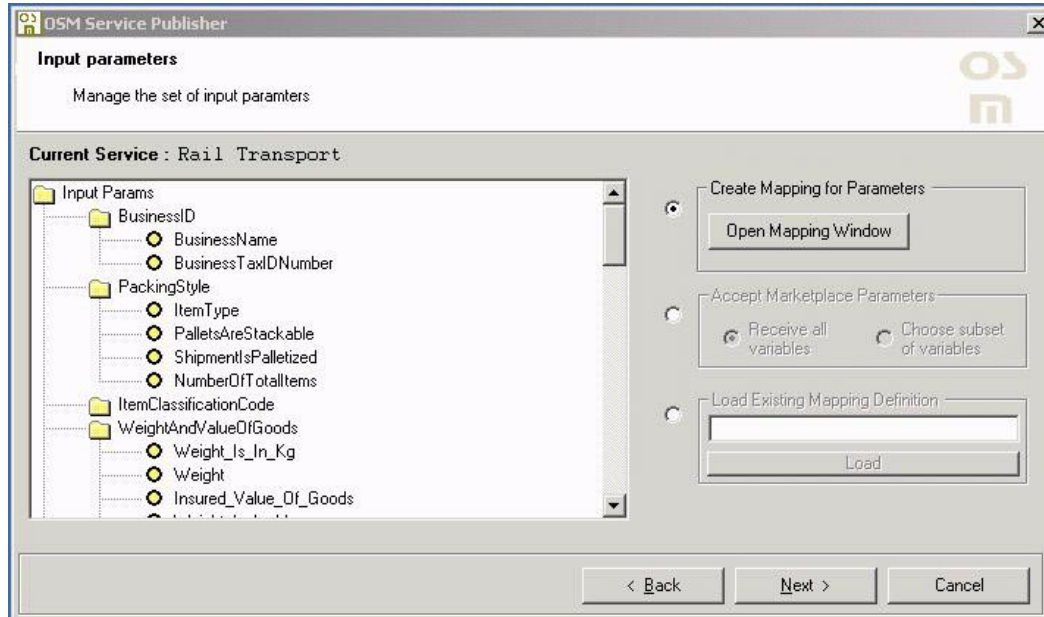 OSM Service Publisher
Input parameters
Manage the set of input paramters
OSM
Current Service : Rail Transport
Input Params
BusinessID
BusinessName
BusinessTaxIDNumber
PackingStyle
ItemType
PalletsAreStackable
ShipmentIsPalletized
NumberOfTotalItems
ItemClassificationCode
WeightAndValueOfGoods
Weight_Is_In_Kg
Weight
Insured_Value_Of_Goods
Create Mapping for Parameters
Open Mapping Window
Accept Marketplace Parameters
Receive all variables
Choose subset of variables
Load Existing Mapping Definition
Load
< Back
Next >
Cancel